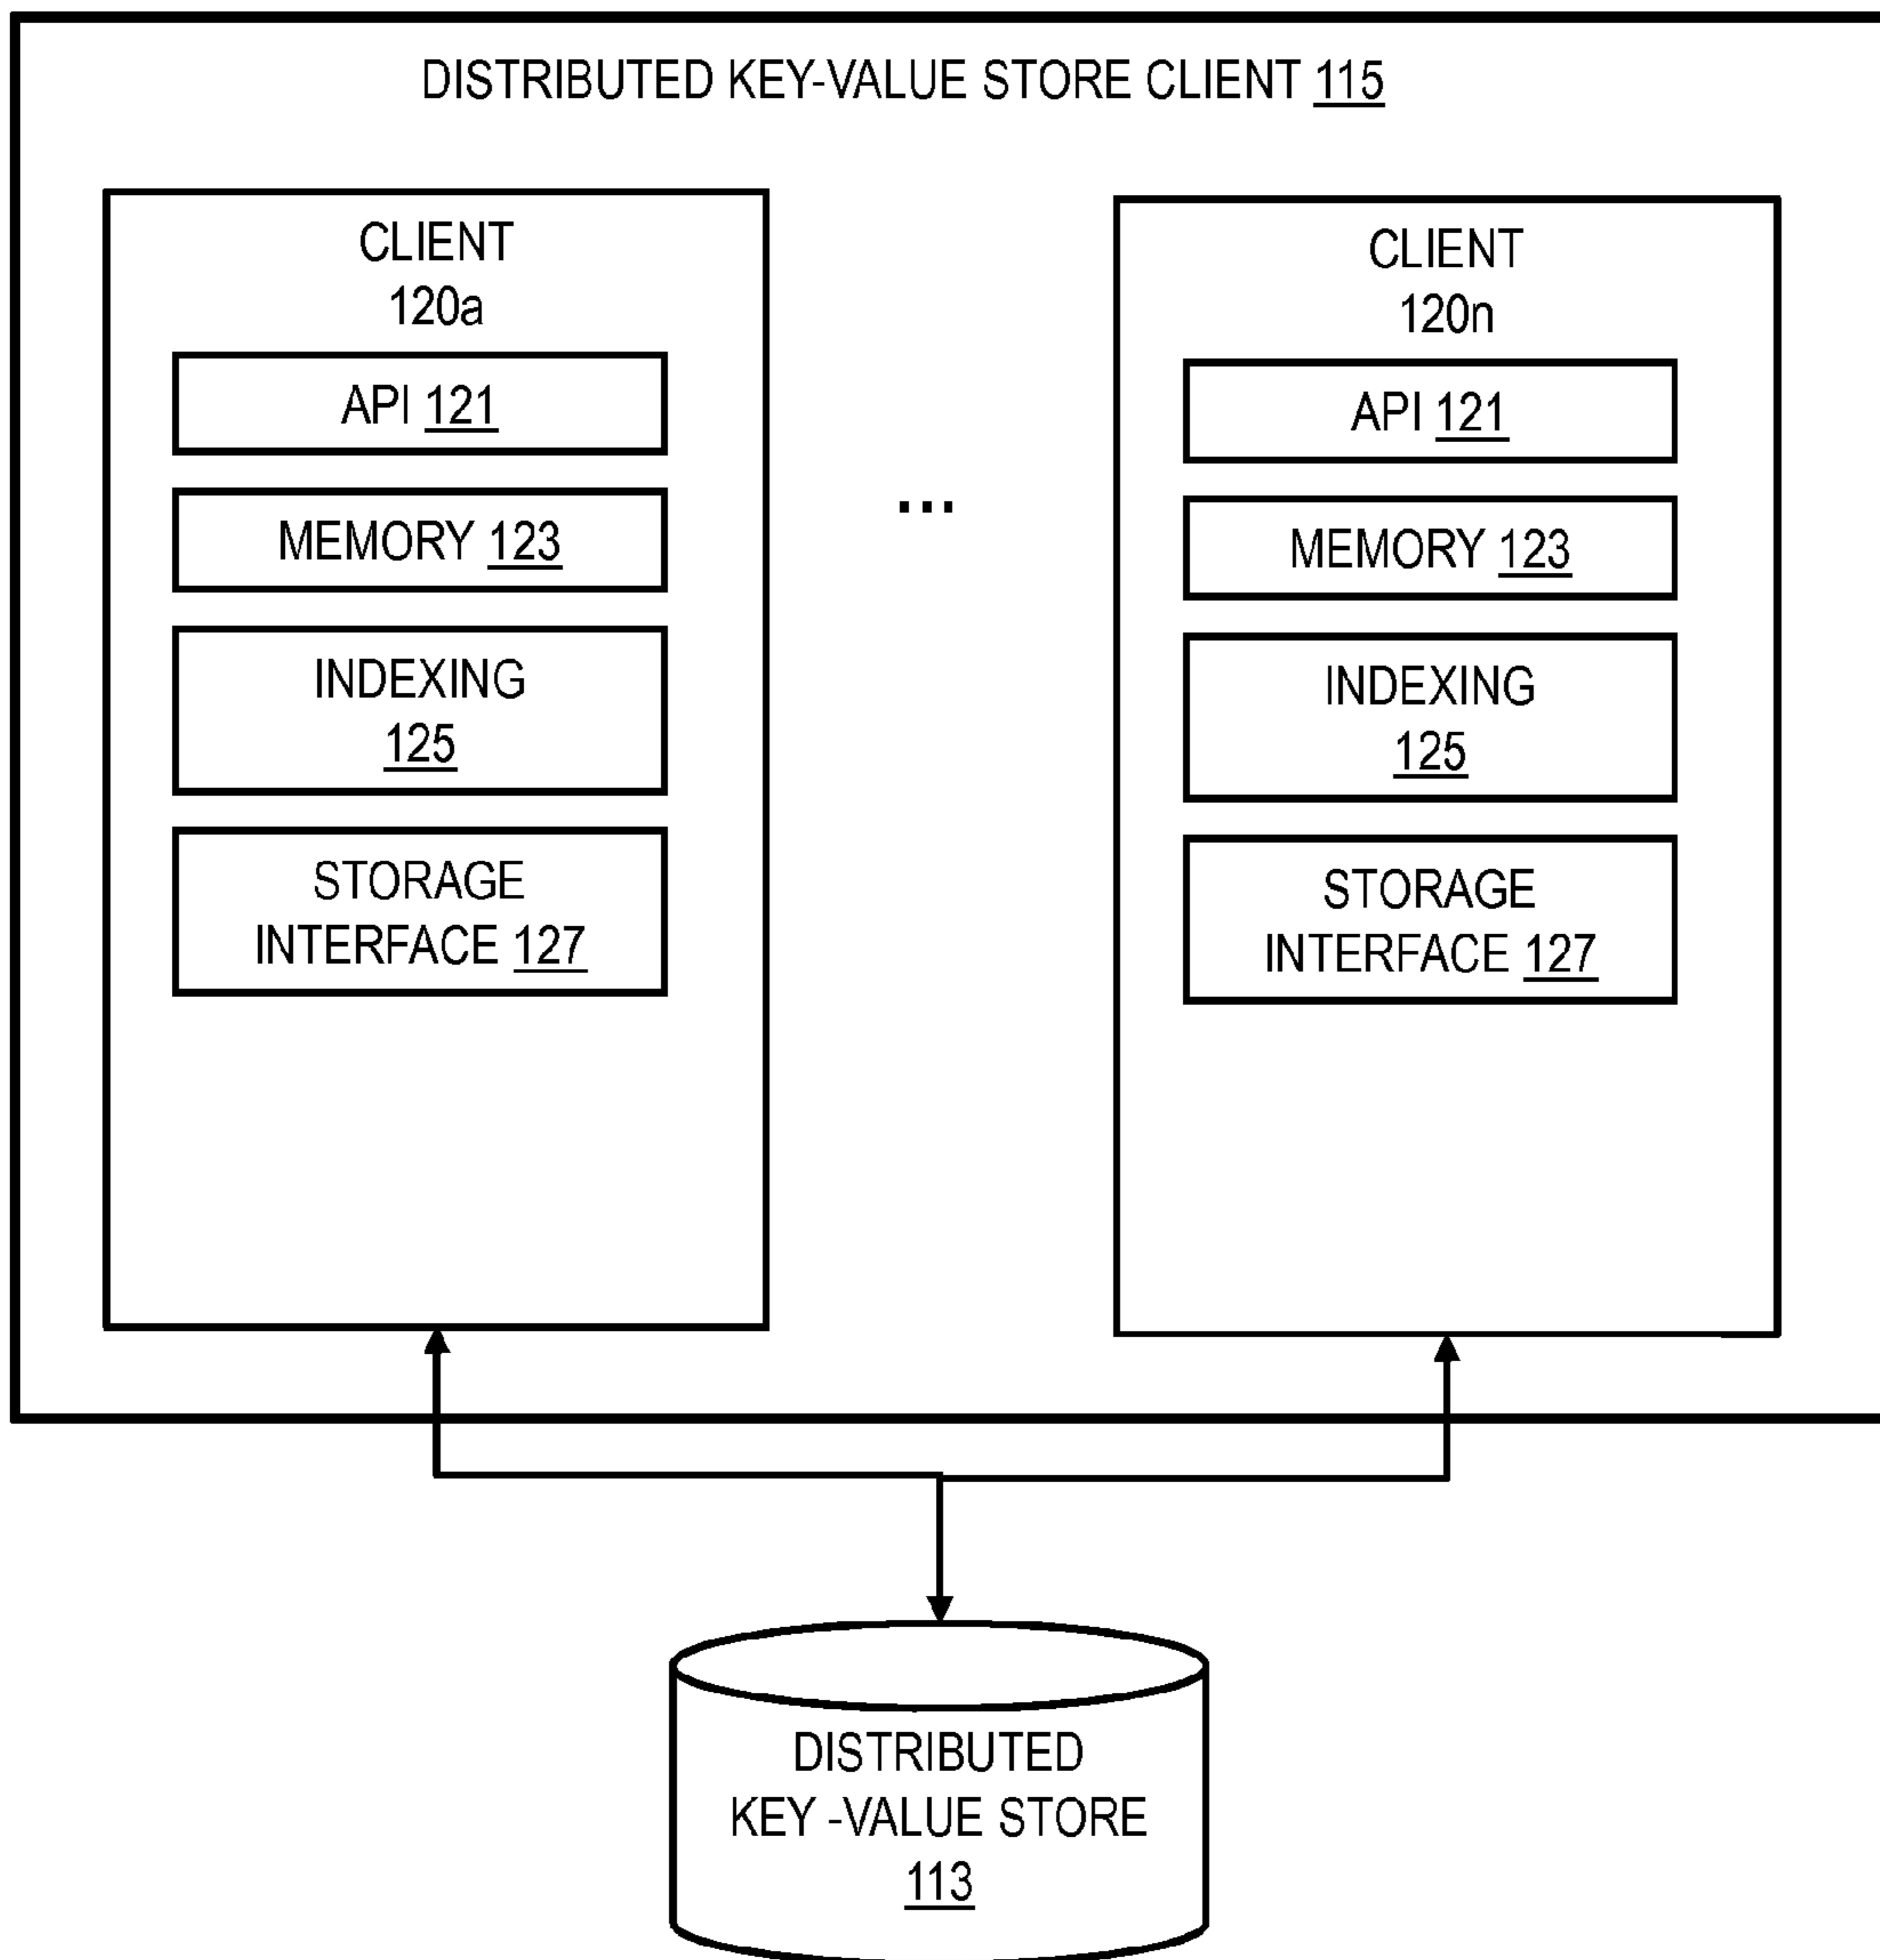 DISTRIBUTED KEY-VALUE STORE CLIENT 115
CLIENT
120a
API 121
MEMORY 123
INDEXING
125
STORAGE
INTERFACE 127
...
CLIENT
120n
API 121
MEMORY 123
INDEXING
125
STORAGE
INTERFACE 127
DISTRIBUTED
KEY -VALUE STORE
113